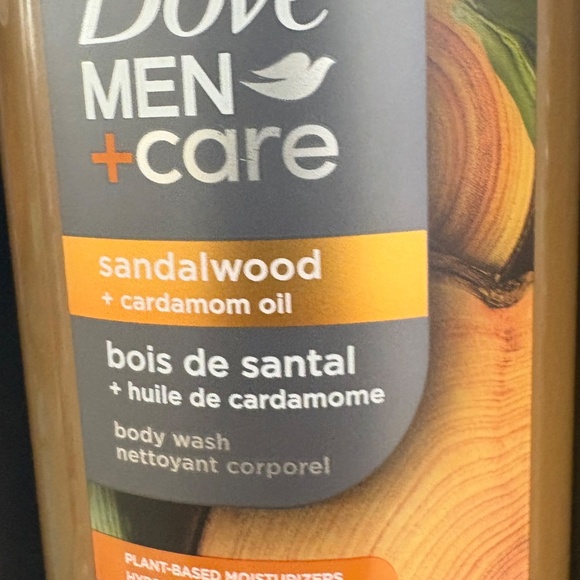 Dove
MEN
+care
sandalwood
+ cardamom oil
bois de santal
+ huile de cardamome
body wash
nettoyant corporel
PLANT-BASED MOISTURIZERS